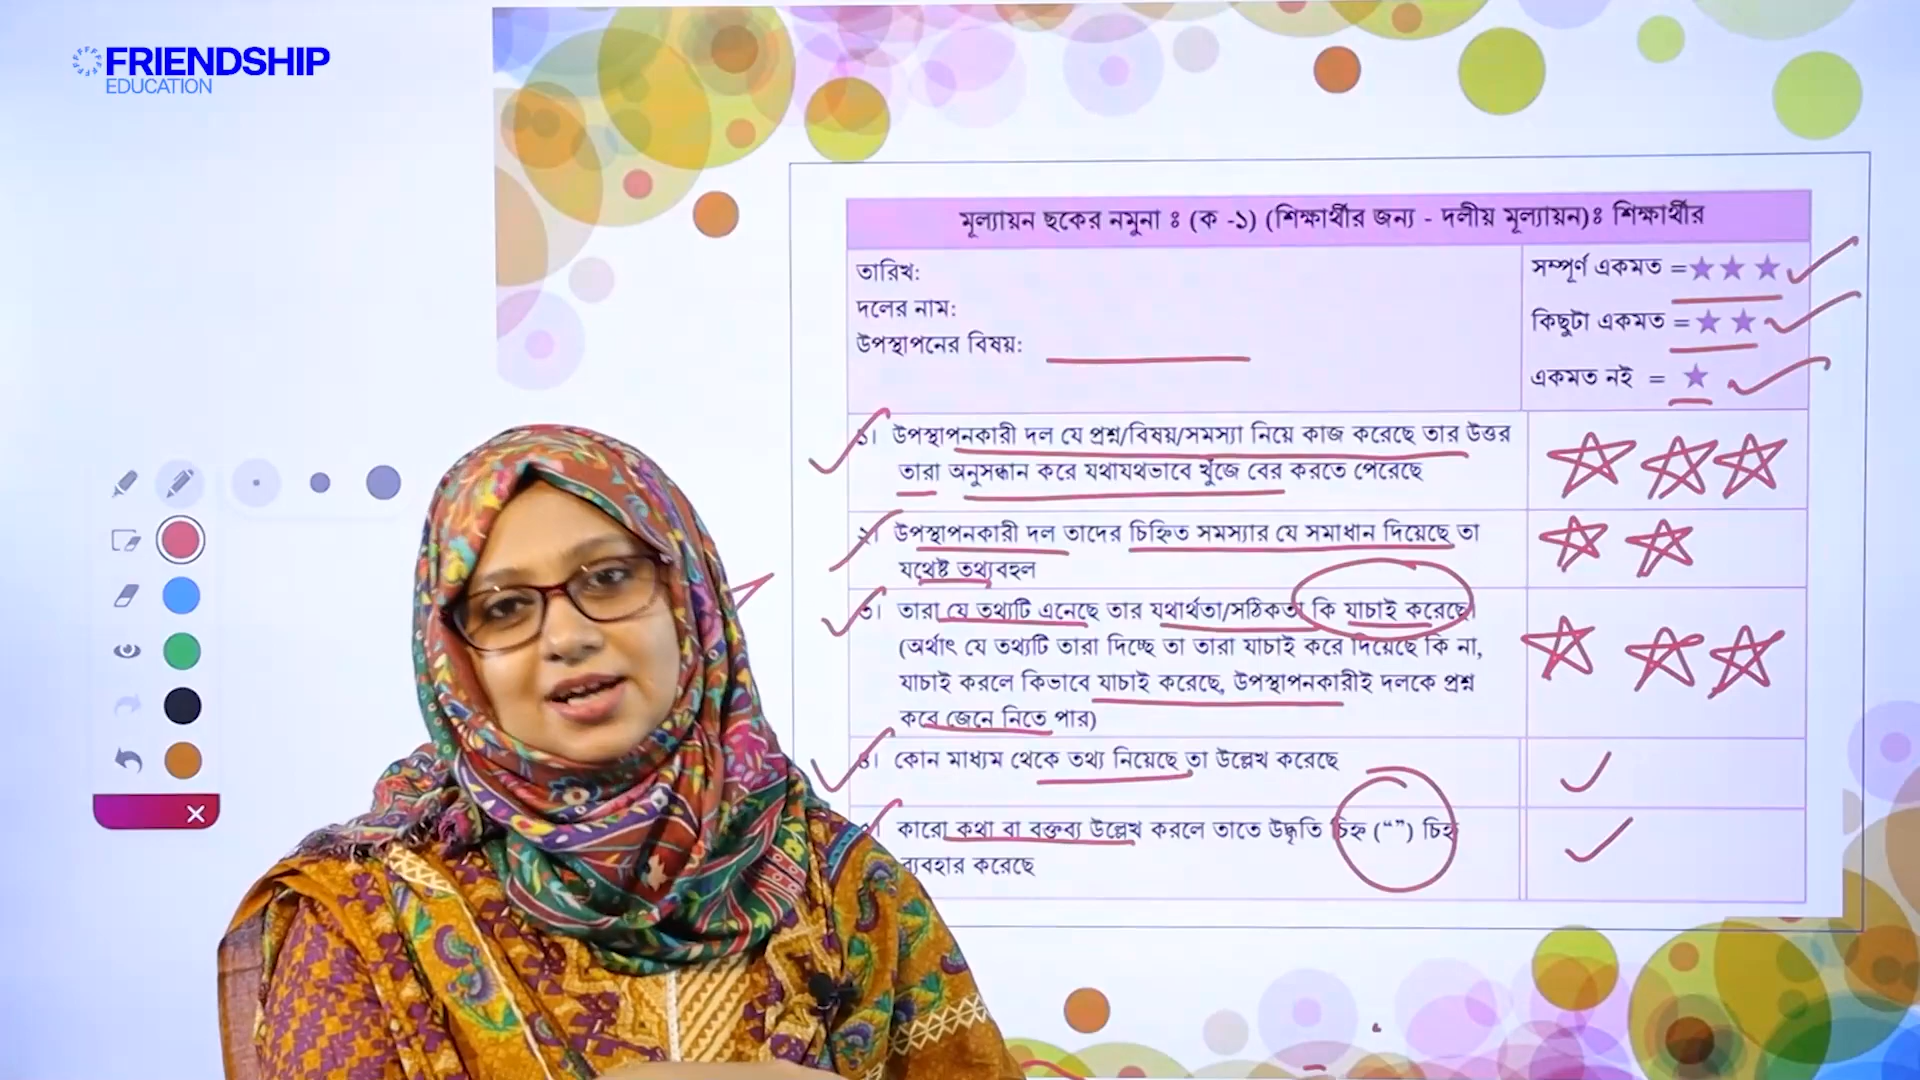 FRIENDSHIP
EDUCATION
মূল্যায়ন ছকের নমুনা ঃ (ক -১) (শিক্ষার্থীর জন্য - দলীয় মূল্যায়ন)ঃ শিক্ষার্থীর
তারিখ:
দলের নাম:
উপস্থাপনের বিষয়:
সম্পূর্ণ একমত =★★★
কিছুটা একমত =★★
একমত নই = ★
১। উপস্থাপনকারী দল যে প্রশ্ন/বিষয়/সমস্যা নিয়ে কাজ করেছে তার উত্তর
তারা অনুসন্ধান করে যথাযথভাবে খুঁজে বের করতে পেরেছে
২। উপস্থাপনকারী দল তাদের চিহ্নিত সমস্যার যে সমাধান দিয়েছে তা
যথেষ্ট তথ্যবহুল
৩। তারা যে তথ্যটি এনেছে তার যথার্থতা/সঠিকতা কি যাচাই করেছে।
(অর্থাৎ যে তথ্যটি তারা দিচ্ছে তা তারা যাচাই করে দিয়েছে কি না,
যাচাই করলে কিভাবে যাচাই করেছে, উপস্থাপনকারীই দলকে প্রশ্ন
করে জেনে নিতে পার)
৪। কোন মাধ্যম থেকে তথ্য নিয়েছে তা উল্লেখ করেছে
কারো কথা বা বক্তব্য উল্লেখ করলে তাতে উদ্ধৃতি চিহ্ন (“”) চিহ্ন
ব্যবহার করেছে